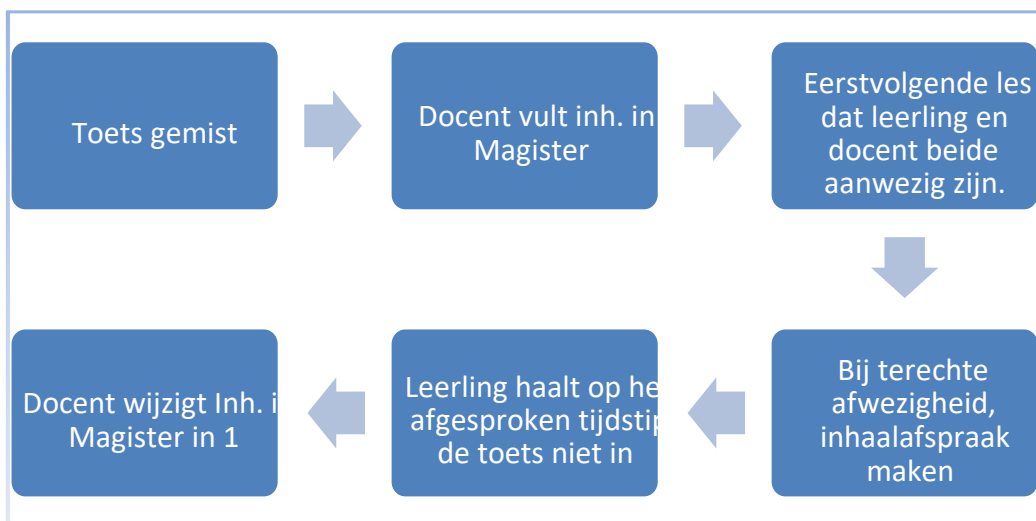 Toets gemist
Docent vult inh. in
Magister
Eerstvolgende les
dat leerling en
docent beide
aanwezig zijn.
Bij terechte
afwezigheid,
inhaalafspraak
maken
Leerling haalt op he
afgesproken tijdstip
de toets niet in
Docent wijzigt Inh. i
Magister in 1